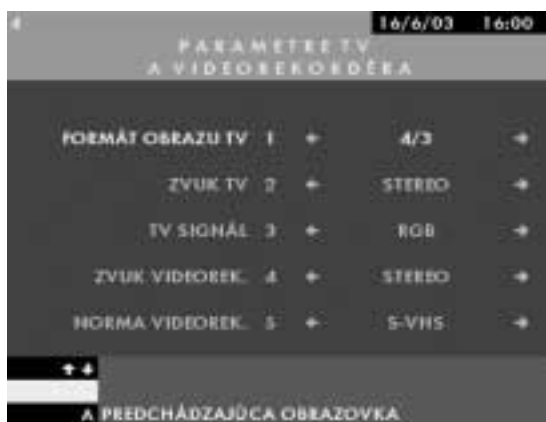 4 16/6/03 16:00
PARAMETRE TV
A VIDEOREKORDÉRA
FORMÁT OBRAZU TV 1 ← 4/3 →
ZVUK TV 2 ← STEREO →
TV SIGNÁL 3 ← RGB →
ZVUK VIDEOREK. 4 ← STEREO →
NORMA VIDEOREK. 5 ← S-VHS →
↑↓
A PREDCHÁDZAJÚCA OBRAZOVKA